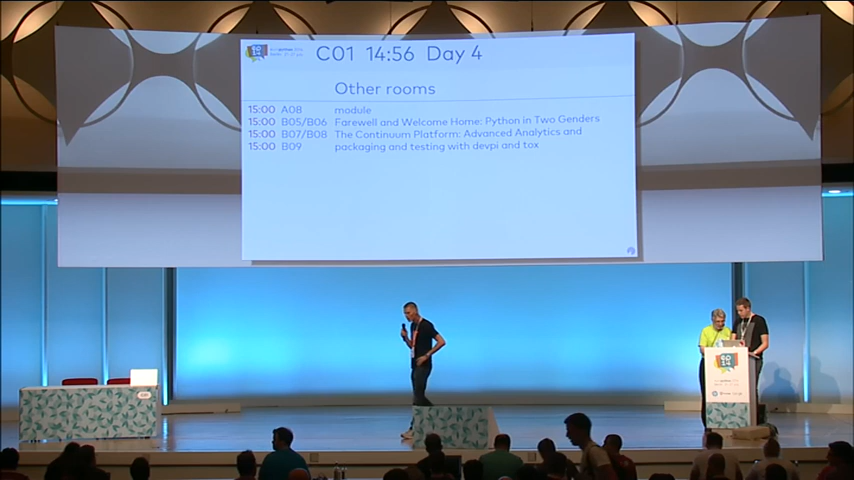 C01 14:56 Day 4
Other rooms
15:00 A08 module
15:00 B05/B06 Farewell and Welcome Home: Python in Two Genders
15:00 B07/B08 The Continuum Platform: Advanced Analytics and
15:00 B09 packaging and testing with devpi and tox